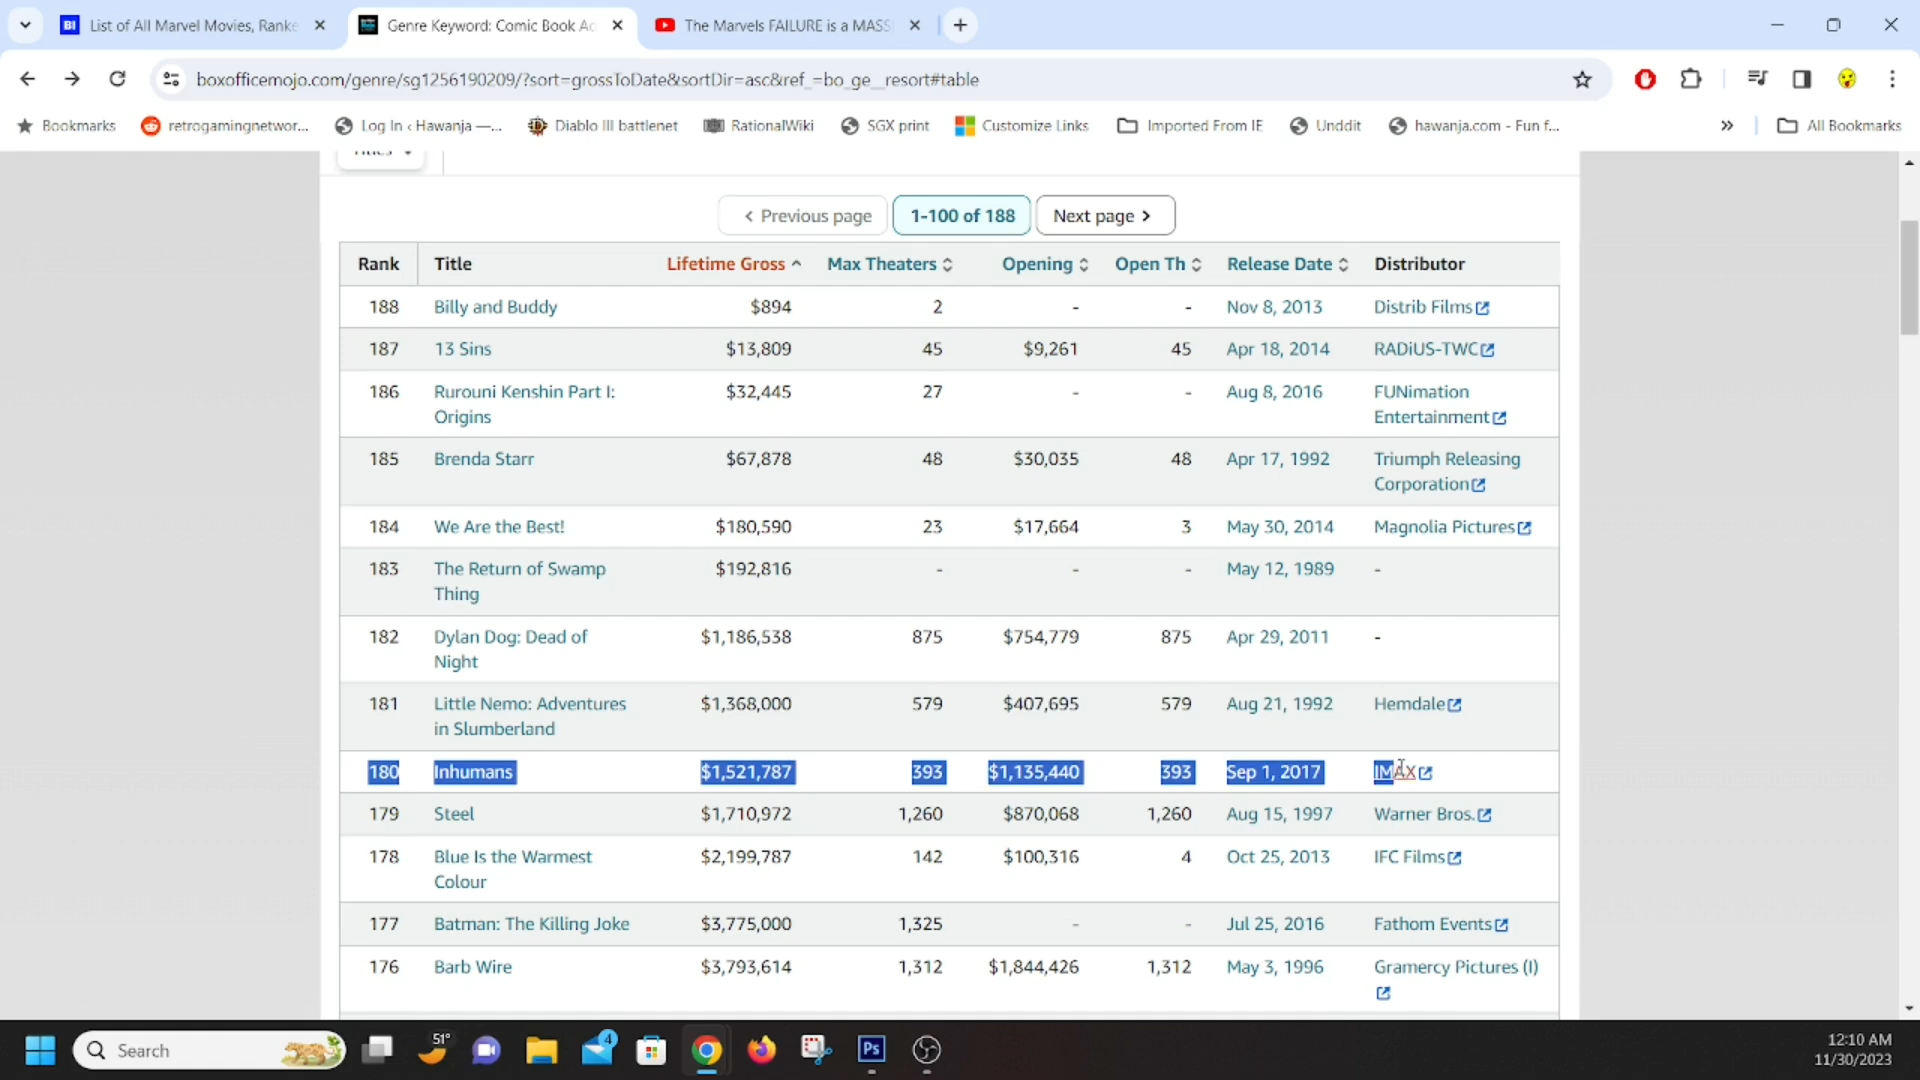 List of All Marvel Movies, Ranke
Genre Keyword: Comic Book Ac
The Marvels FAILURE is a MASS
boxofficemojo.com/genre/sg1256190209/?sort=grossToDate&sortDir=asc&ref_=bo_ge__resort#table
Bookmarks retrogamingnetwor... Log In ‹ Hawanja —... Diablo III battlenet RationalWiki SGX print Customize Links Imported From IE Unddit hawanja.com - Fun f... » All Bookmarks
Titles
‹ Previous page 1-100 of 188 Next page ›
Rank Title Lifetime Gross Max Theaters Opening Open Th Release Date Distributor
188 Billy and Buddy $894 2 - - Nov 8, 2013 Distrib Films
187 13 Sins $13,809 45 $9,261 45 Apr 18, 2014 RADiUS-TWC
186 Rurouni Kenshin Part I: $32,445 27 - - Aug 8, 2016 FUNimation
Origins Entertainment
185 Brenda Starr $67,878 48 $30,035 48 Apr 17, 1992 Triumph Releasing
Corporation
184 We Are the Best! $180,590 23 $17,664 3 May 30, 2014 Magnolia Pictures
183 The Return of Swamp $192,816 - - - May 12, 1989 -
Thing
182 Dylan Dog: Dead of $1,186,538 875 $754,779 875 Apr 29, 2011 -
Night
181 Little Nemo: Adventures $1,368,000 579 $407,695 579 Aug 21, 1992 Hemdale
in Slumberland
180 Inhumans $1,521,787 393 $1,135,440 393 Sep 1, 2017 IMAX
179 Steel $1,710,972 1,260 $870,068 1,260 Aug 15, 1997 Warner Bros.
178 Blue Is the Warmest $2,199,787 142 $100,316 4 Oct 25, 2013 IFC Films
Colour
177 Batman: The Killing Joke $3,775,000 1,325 - - Jul 25, 2016 Fathom Events
176 Barb Wire $3,793,614 1,312 $1,844,426 1,312 May 3, 1996 Gramercy Pictures (I)
Search 51° 4 Ps 12:10 AM
11/30/2023